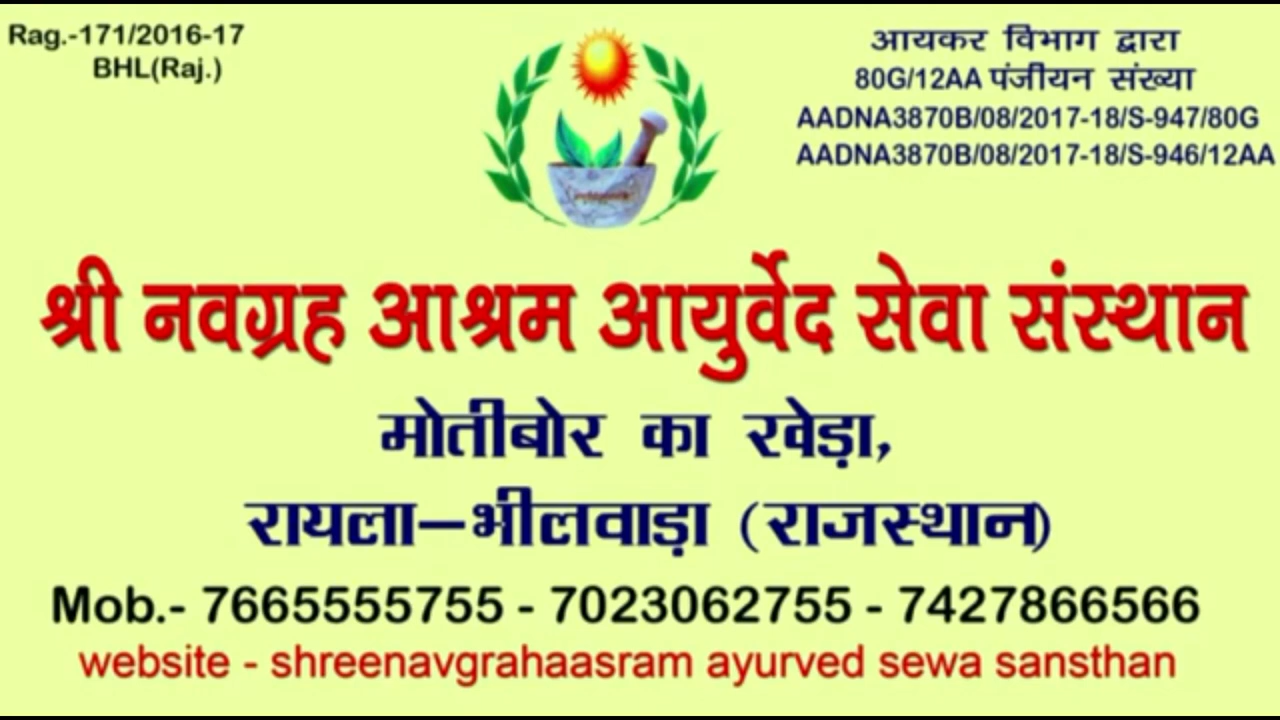 Rag.-171/2016-17
BHL(Raj.)
आयकर विभाग द्वारा
80G/12AA पंजीयन संख्या
AADNA3870B/08/2017-18/S-947/80G
AADNA3870B/08/2017-18/S-946/12AA
श्री नवग्रह आश्रम आयुर्वेद सेवा संस्थान
मोतीबोर का खेड़ा,
रायला-भीलवाड़ा (राजस्थान)
Mob.- 7665555755 - 7023062755 - 7427866566
website - shreenavgrahaasram ayurved sewa sansthan